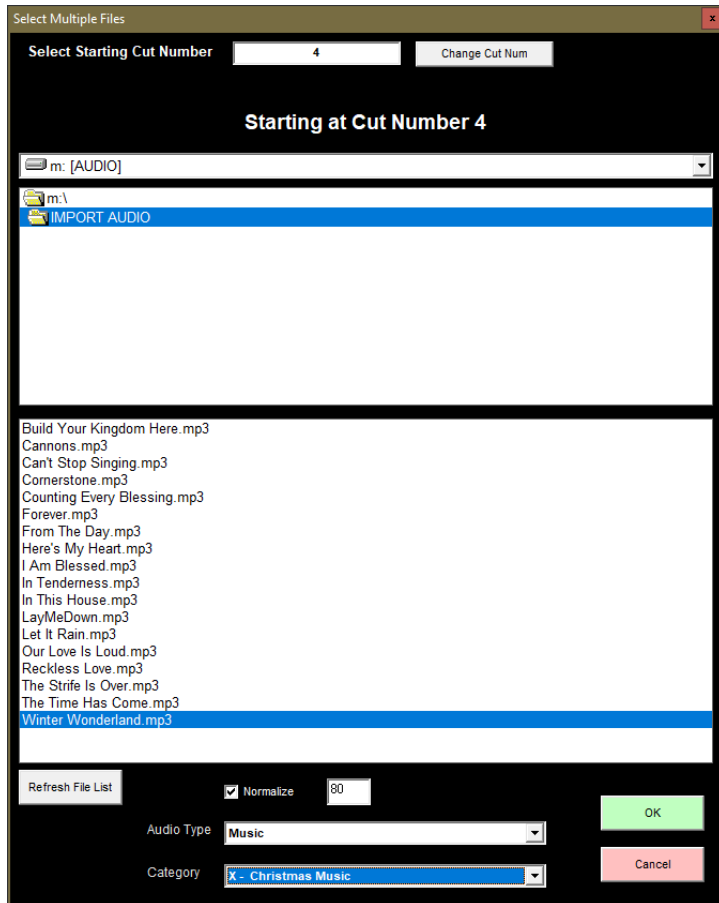 Select Multiple Files x
Select Starting Cut Number 4 Change Cut Num
Starting at Cut Number 4
m: [AUDIO]
m:\
IMPORT AUDIO
Build Your Kingdom Here.mp3
Cannons.mp3
Can't Stop Singing.mp3
Cornerstone.mp3
Counting Every Blessing.mp3
Forever.mp3
From The Day.mp3
Here's My Heart.mp3
I Am Blessed.mp3
In Tenderness.mp3
In This House.mp3
LayMeDown.mp3
Let It Rain.mp3
Our Love Is Loud.mp3
Reckless Love.mp3
The Strife Is Over.mp3
The Time Has Come.mp3
Winter Wonderland.mp3
Refresh File List Normalize 80
OK
Audio Type Music
Cancel
Category X - Christmas Music